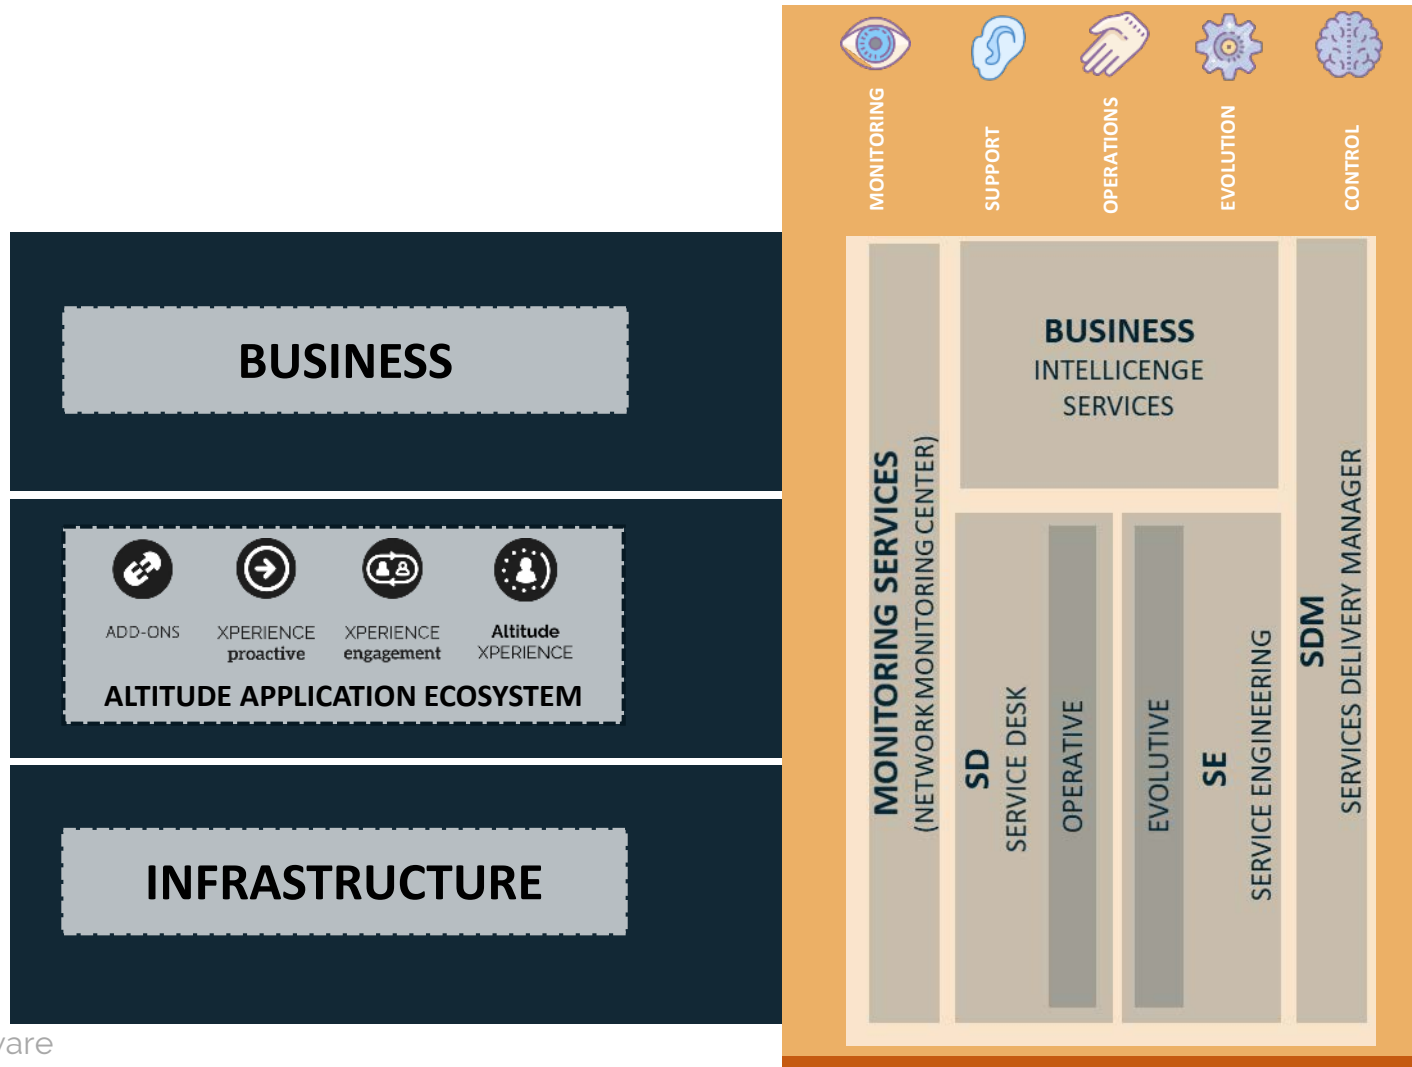 MONITORING
SUPPORT
OPERATIONS
EVOLUTION
CONTROL
BUSINESS
ADD-ONS
XPERIENCE
proactive
XPERIENCE
engagement
Altitude
XPERIENCE
ALTITUDE APPLICATION ECOSYSTEM
INFRASTRUCTURE
MONITORING SERVICES
(NETWORK MONITORING CENTER)
BUSINESS
INTELLICENGE
SERVICES
SD
SERVICE DESK
OPERATIVE
EVOLUTIVE
SE
SERVICE ENGINEERING
SDM
SERVICES DELIVERY MANAGER